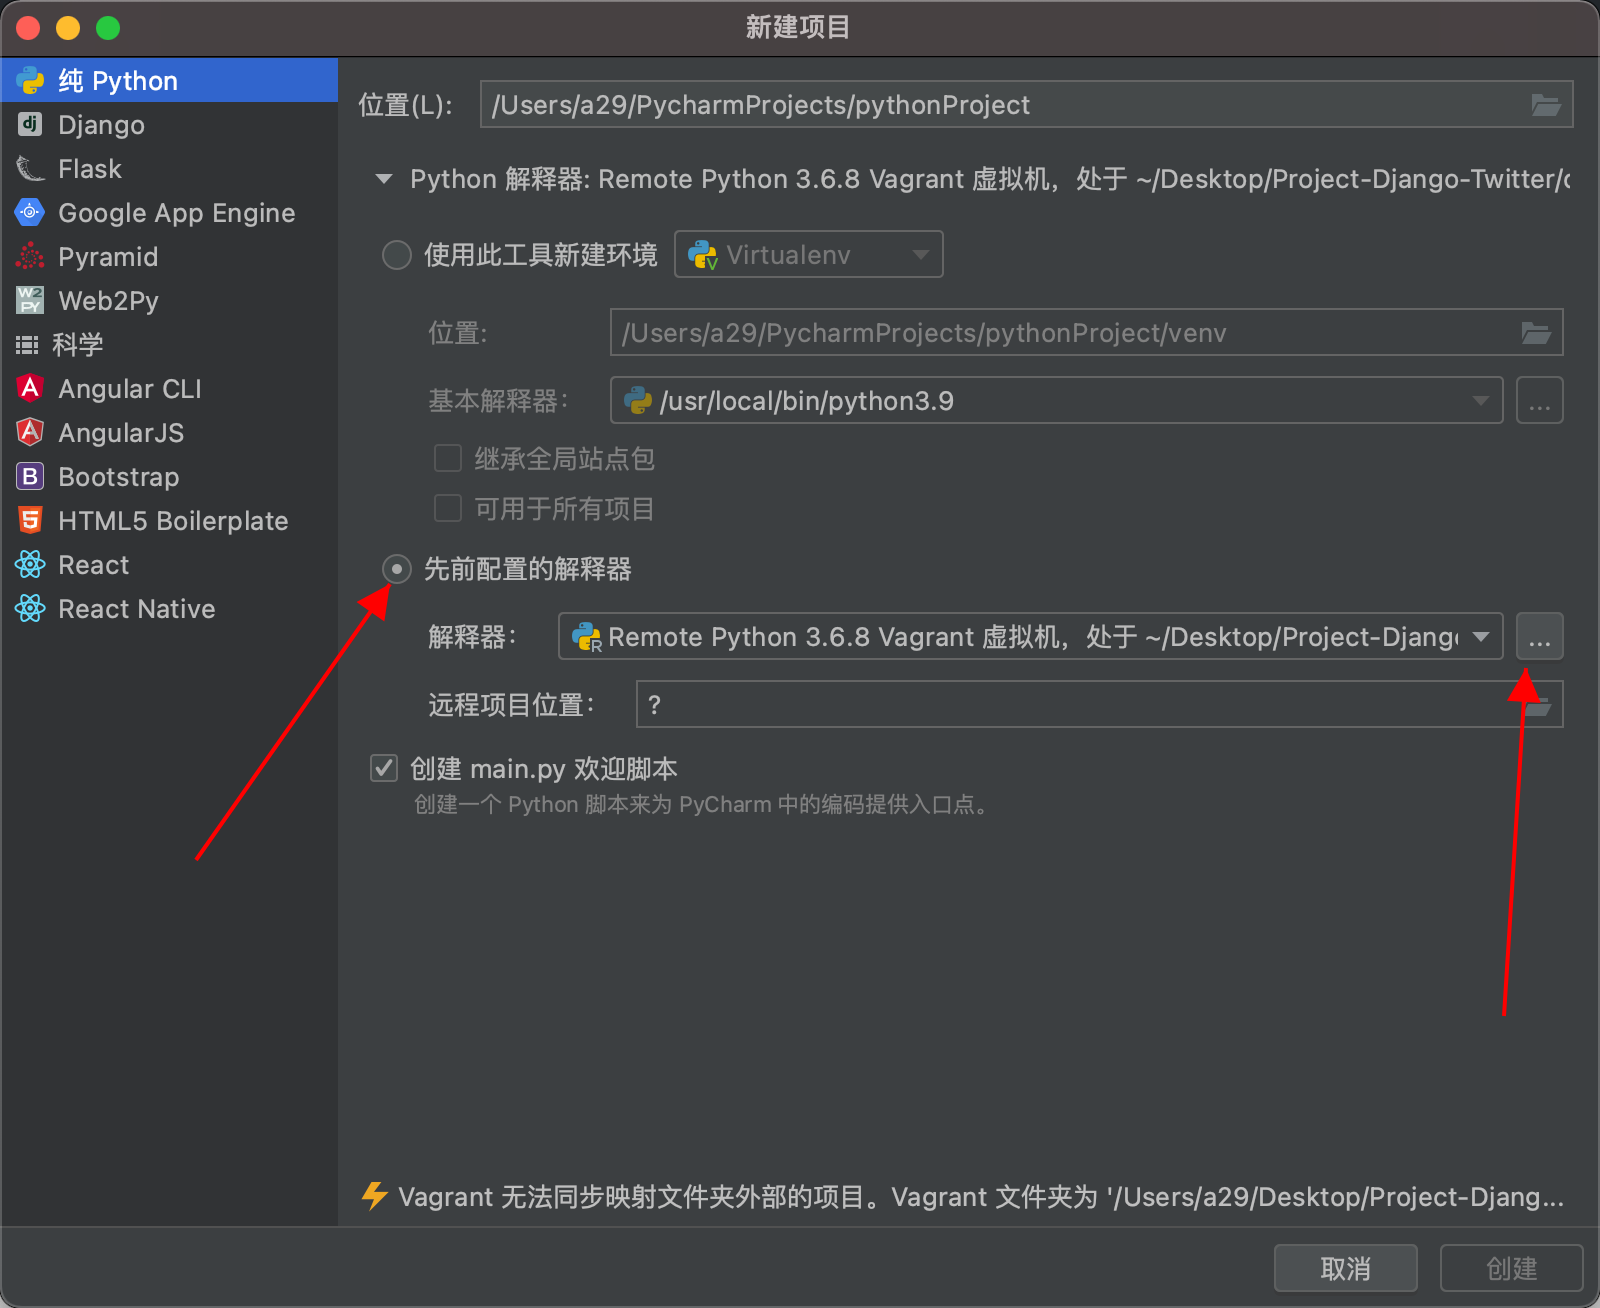 新建项目
纯 Python
Django
Flask
Google App Engine
Pyramid
Web2Py
科学
Angular CLI
AngularJS
Bootstrap
HTML5 Boilerplate
React
React Native
位置(L):
/Users/a29/PycharmProjects/pythonProject
Python 解释器: Remote Python 3.6.8 Vagrant 虚拟机，处于 ~/Desktop/Project-Django-Twitter/
使用此工具新建环境
Virtualenv
位置:
/Users/a29/PycharmProjects/pythonProject/venv
基本解释器：
/usr/local/bin/python3.9
...
继承全局站点包
可用于所有项目
先前配置的解释器
解释器：
Remote Python 3.6.8 Vagrant 虚拟机，处于 ~/Desktop/Project-Djang
...
远程项目位置：
?
创建 main.py 欢迎脚本
创建一个 Python 脚本来为 PyCharm 中的编码提供入口点。
Vagrant 无法同步映射文件夹外部的项目。Vagrant 文件夹为 '/Users/a29/Desktop/Project-Djang...
取消
创建